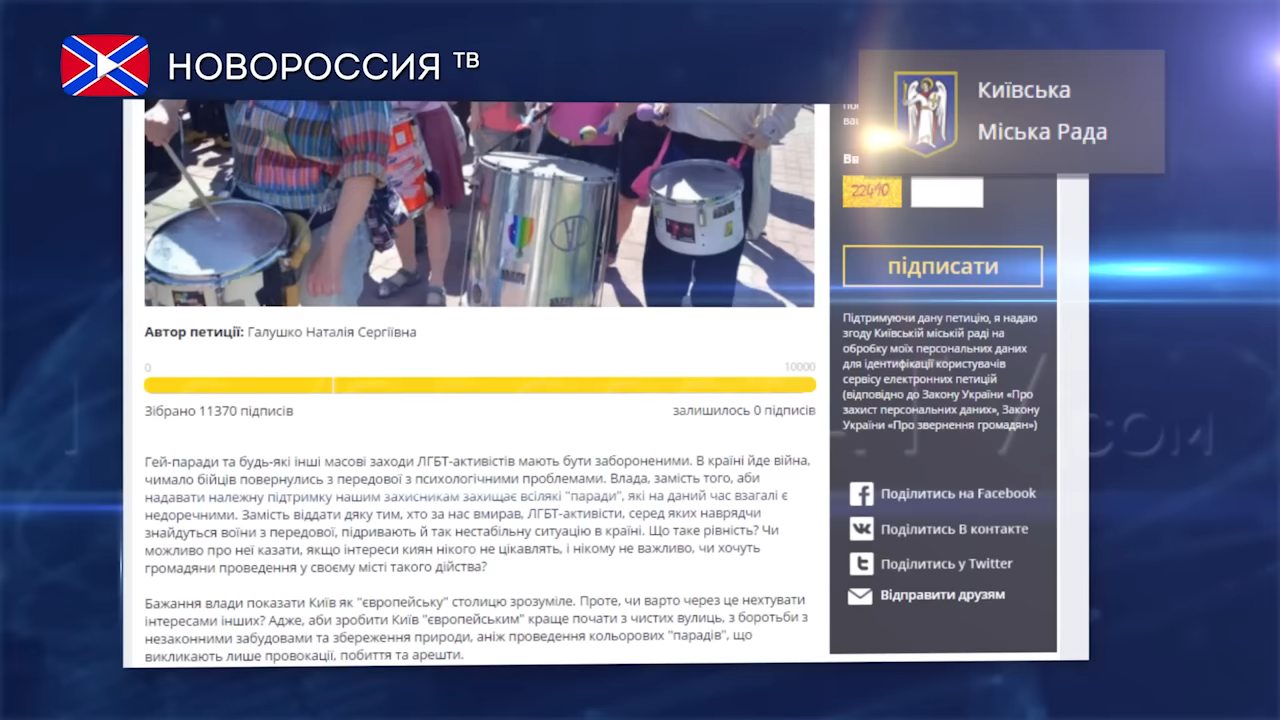 НОВОРОССИЯ ТВ
Київська
Міська Рада
Вв
22490
ПІДПИСАТИ
Автор петиції: Галушко Наталія Сергіївна
0 10000
Зібрано 11370 підписів
залишилось 0 підписів
Підтримуючи дану петицію, я надаю
згоду Київській міській раді на
обробку моїх персональних даних
для ідентифікації користувачів
сервісу електронних петицій
(відповідно до Закону України «Про
захист персональних даних», Закону
України «Про звернення громадян»)
Гей-паради та будь-які інші масові заходи ЛГБТ-активістів мають бути забороненими. В країні йде війна,
чимало бійців повернулись з передової з психологічними проблемами. Влада, замість того, аби
надавати належну підтримку нашим захисникам захищає всілякі "паради", які на даний час взагалі є
недоречними. Замість віддати дяку тим, хто за нас вмирав, ЛГБТ-активісти, серед яких наврядчи
знайдуться воїни з передової, підривають й так нестабільну ситуацію в країні. Що таке рівність? Чи
можливо про неї казати, якщо інтереси киян нікого не цікавлять, і нікому не важливо, чи хочуть
громадяни проведення у своєму місті такого дійства?
Бажання влади показати Київ як "європейську" столицю зрозуміле. Проте, чи варто через це нехтувати
інтересами інших? Адже, аби зробити Київ "європейським" краще почати з чистих вулиць, з боротьби з
незаконними забудовами та збереження природи, аніж проведення кольорових "парадів", що
викликають лише провокації, побиття та арешти.
Поділитись на Facebook
Поділитись В контакте
Поділитись у Twitter
Відправити друзям
.COM